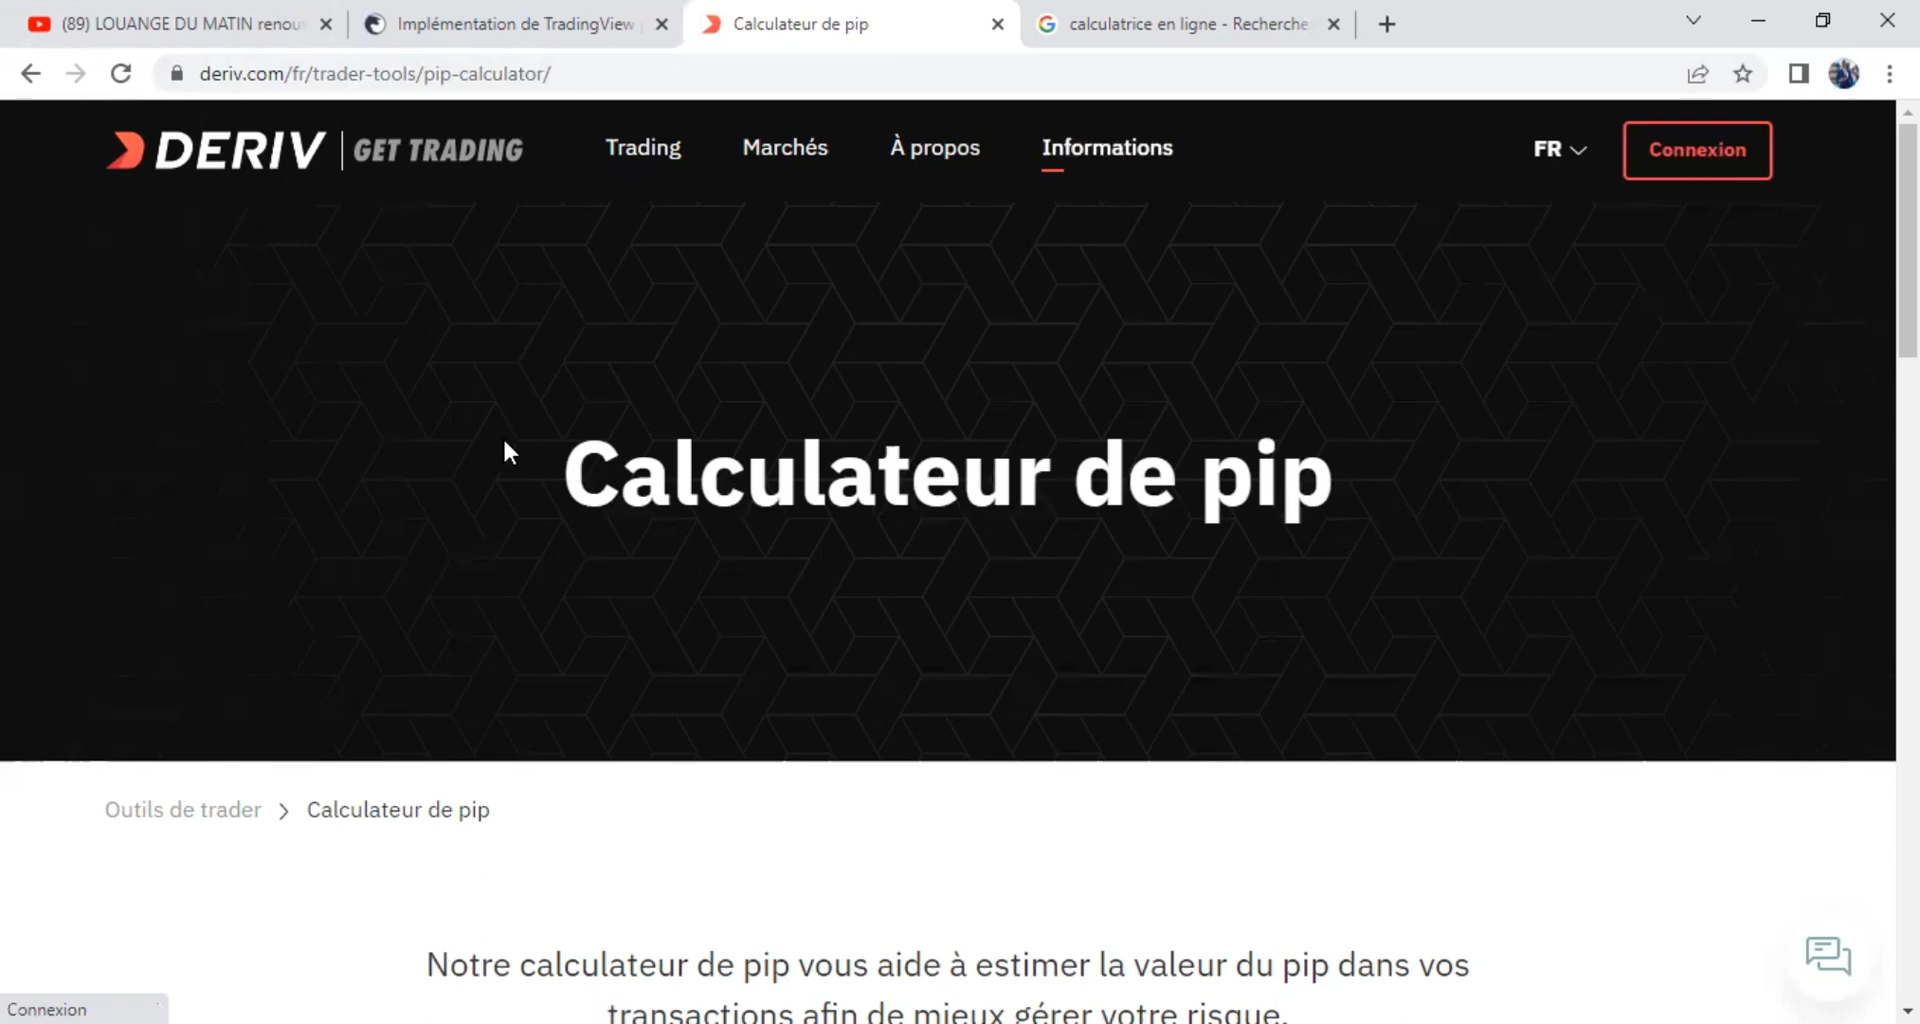 (89) LOUANGE DU MATIN renou
Implémentation de TradingView
Calculateur de pip
calculatrice en ligne - Recherche
deriv.com/fr/trader-tools/pip-calculator/
DERIV | GET TRADING
Trading
Marchés
À propos
Informations
FR
Connexion
Calculateur de pip
Outils de trader > Calculateur de pip
Notre calculateur de pip vous aide à estimer la valeur du pip dans vos
transactions afin de mieux gérer votre risque.
Connexion